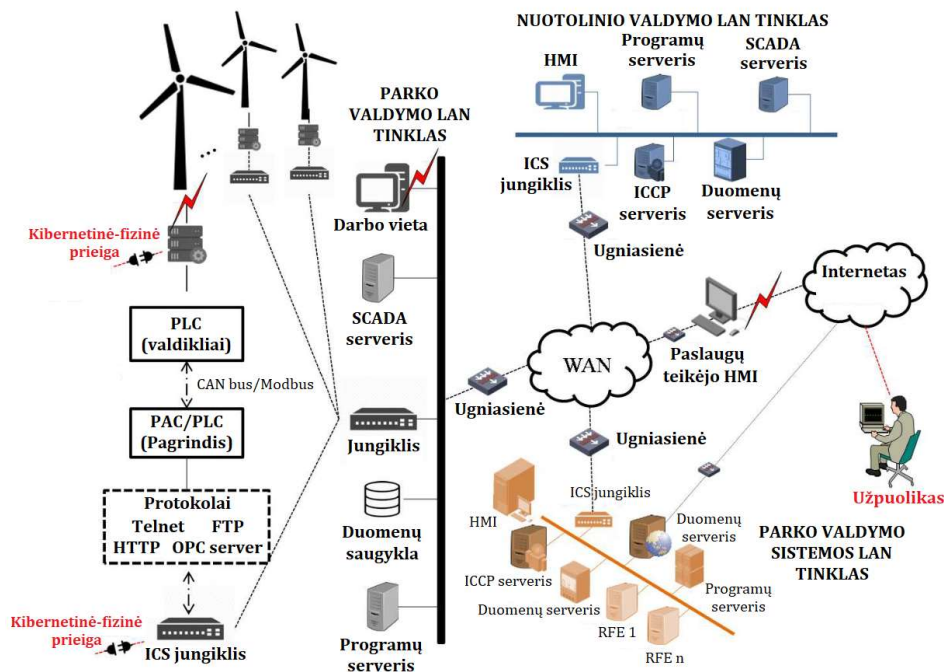 NUOTOLINIO VALDYMO LAN TINKLAS
HMI
Programų
serveris
SCADA
serveris
PARKO
VALDYMO LAN
TINKLAS
ICS
jungiklis
ICCP
serveris
Duomenų
serveris
Darbo vieta
Ugniasienė
Kibernetinė-fizinė
prieiga
Internetas
SCADA
serveris
PLC
(valdikliai)
WAN
Paslaugų
teikėjo HMI
CAN bus/Modbus
Ugniasienė
PAC/PLC
(Pagrindis)
Jungiklis
Ugniasienė
Užpuolikas
Protokolai
Telnet FTP
HTTP OPC server
ICS jungiklis
HMI
Duomenų
serveris
PARKO VALDYMO
SISTEMOS LAN
TINKLAS
Duomenų
saugykla
ICCP serveris
Duomenų serveris
Programų
serveris
RFE 1
RFE n
Kibernetinė-fizinė
prieiga
ICS jungiklis
Programų
serveris